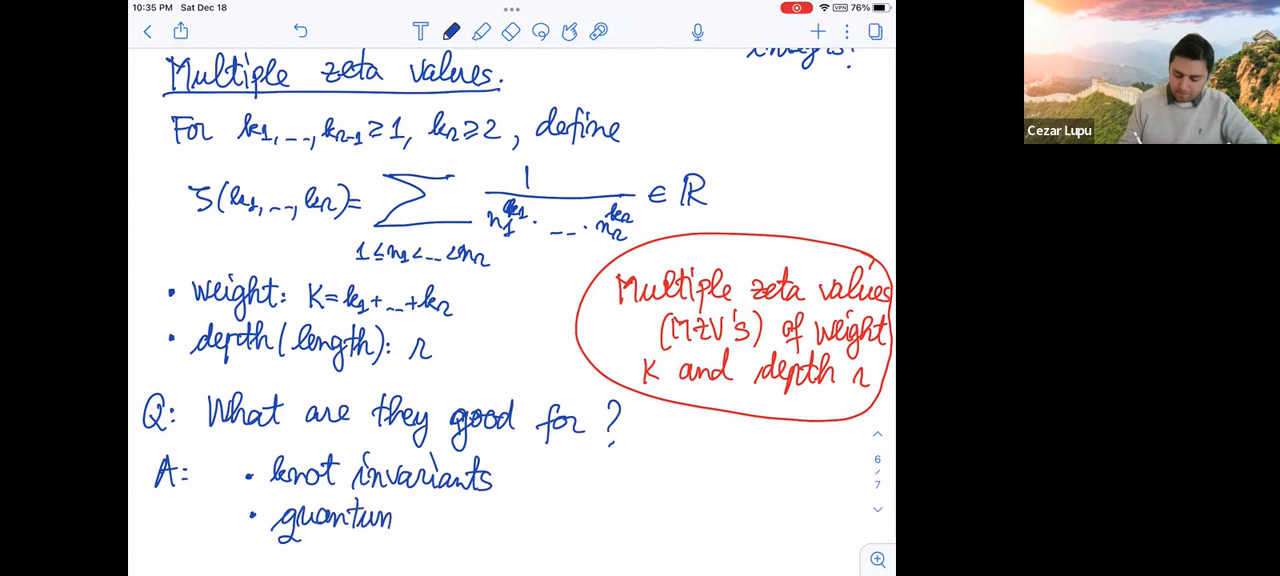 10:35 PM Sat Dec 18
VPN 76%
Multiple zeta values.
For k1, ..., kr-1 ≥ 1, kr ≥ 2, define
ζ(k1, ..., kr) = ∑ 1 / n1^k1 · ... · nr^kr ∈ ℝ
1 ≤ n1 < ... < nr
• weight: K = k1 + ... + kr
• depth (length): r
Multiple zeta values
(MZV's) of weight
K and depth r
Q: What are they good for ?
A: • knot invariants
• quantum
6
/
7
Cezar Lupu